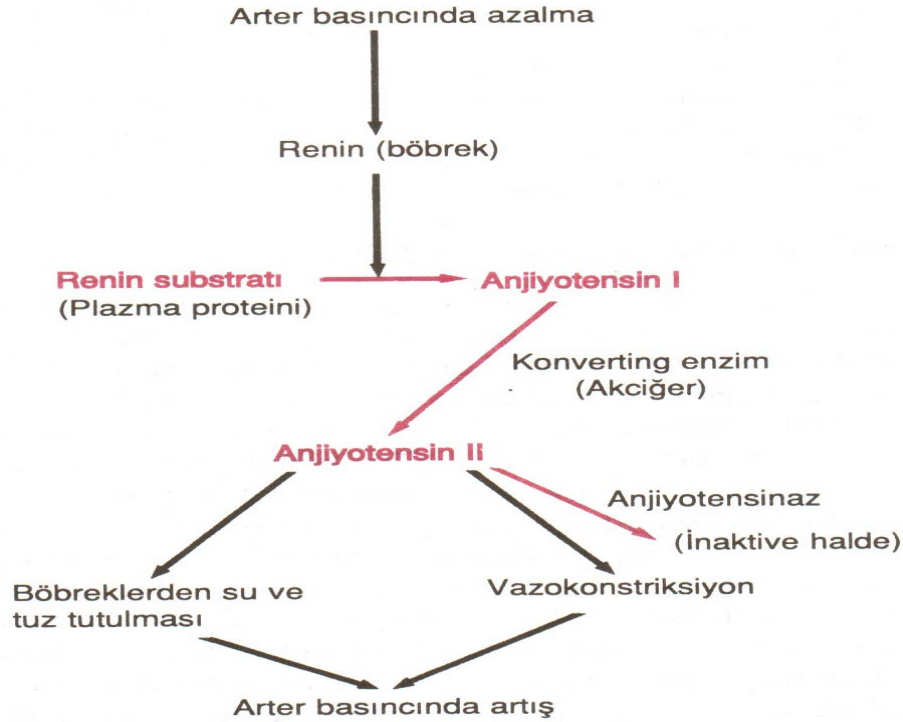 Arter basıncında azalma
Renin (böbrek)
Renin substratı
(Plazma proteini)
Anjiyotensin I
Konverting enzim
(Akciğer)
Anjiyotensin II
Anjiyotensinaz
(İnaktive halde)
Böbreklerden su ve
tuz tutulması
Vazokonstriksiyon
Arter basıncında artış